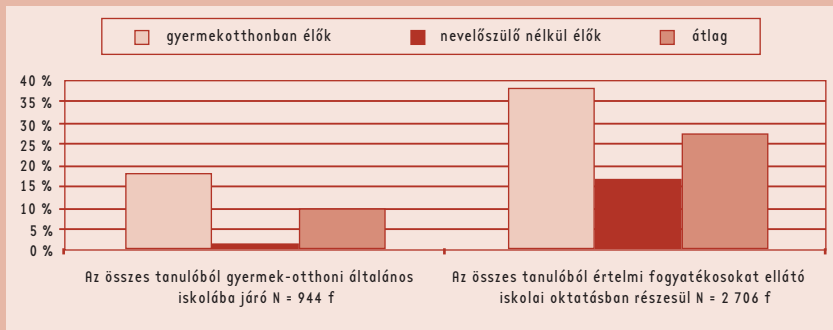 gyermekotthonban élők nevelőszülő nélkül élők átlag
40 %
35 %
30 %
25 %
20 %
15 %
10 %
5 %
0 %
Az összes tanulóból gyermek-otthoni általános
iskolába járó N = 944 f
Az összes tanulóból értelmi fogyatékosokat ellátó
iskolai oktatásban részesül N = 2 706 f